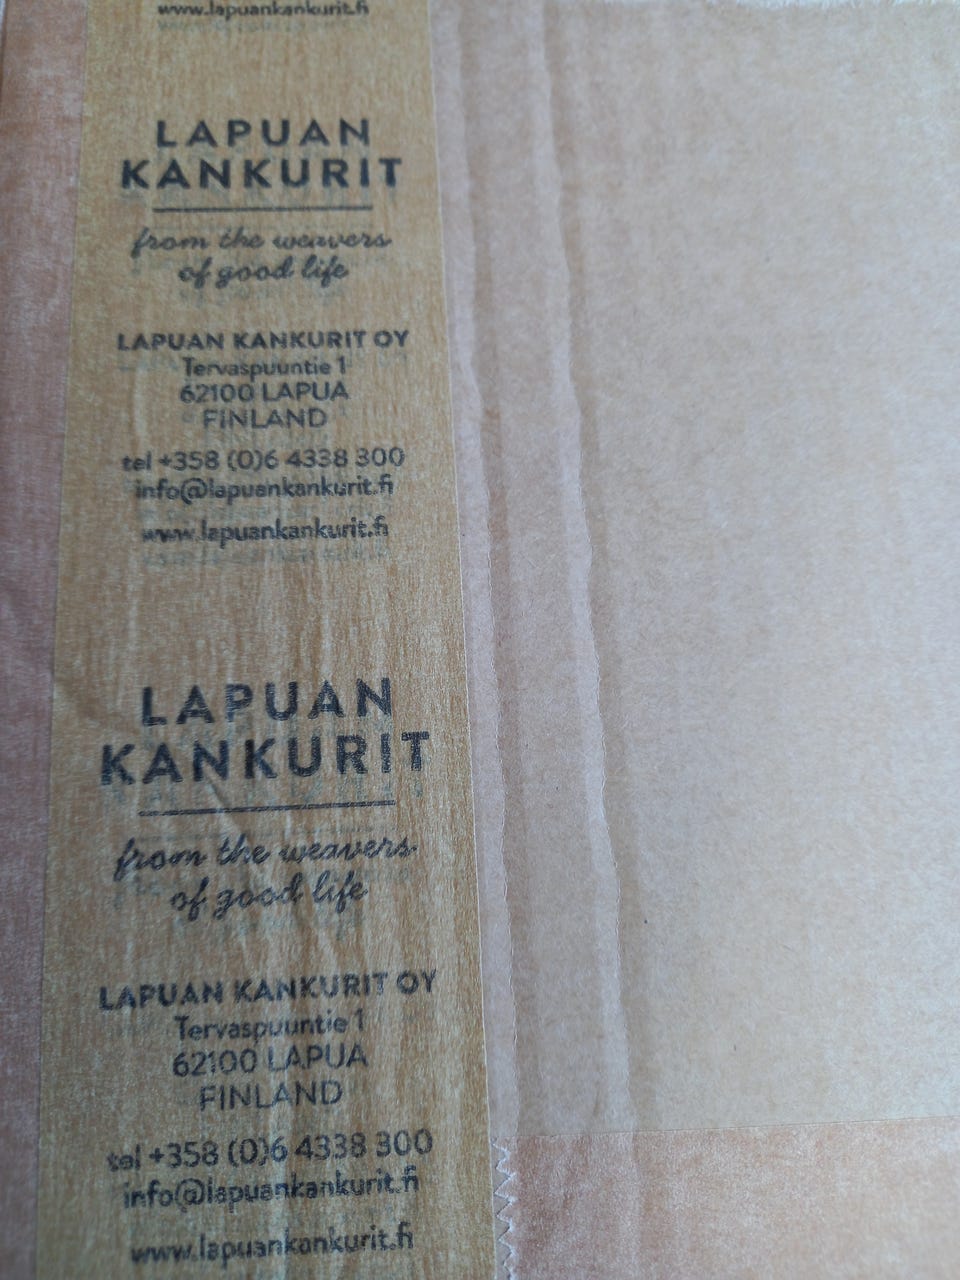 www.lapuankankurit.fi
LAPUAN
KANKURIT
from the weavers
of good life
LAPUAN KANKURIT OY
Tervaspuuntie 1
62100 LAPUA
FINLAND
tel +358 (0)6 4338 300
info@lapuankankurit.fi
www.lapuankankurit.fi
LAPUAN
KANKURIT
from the weavers
of good life
LAPUAN KANKURIT OY
Tervaspuuntie 1
62100 LAPUA
FINLAND
tel +358 (0)6 4338 300
info@lapuankankurit.fi
www.lapuankankurit.fi